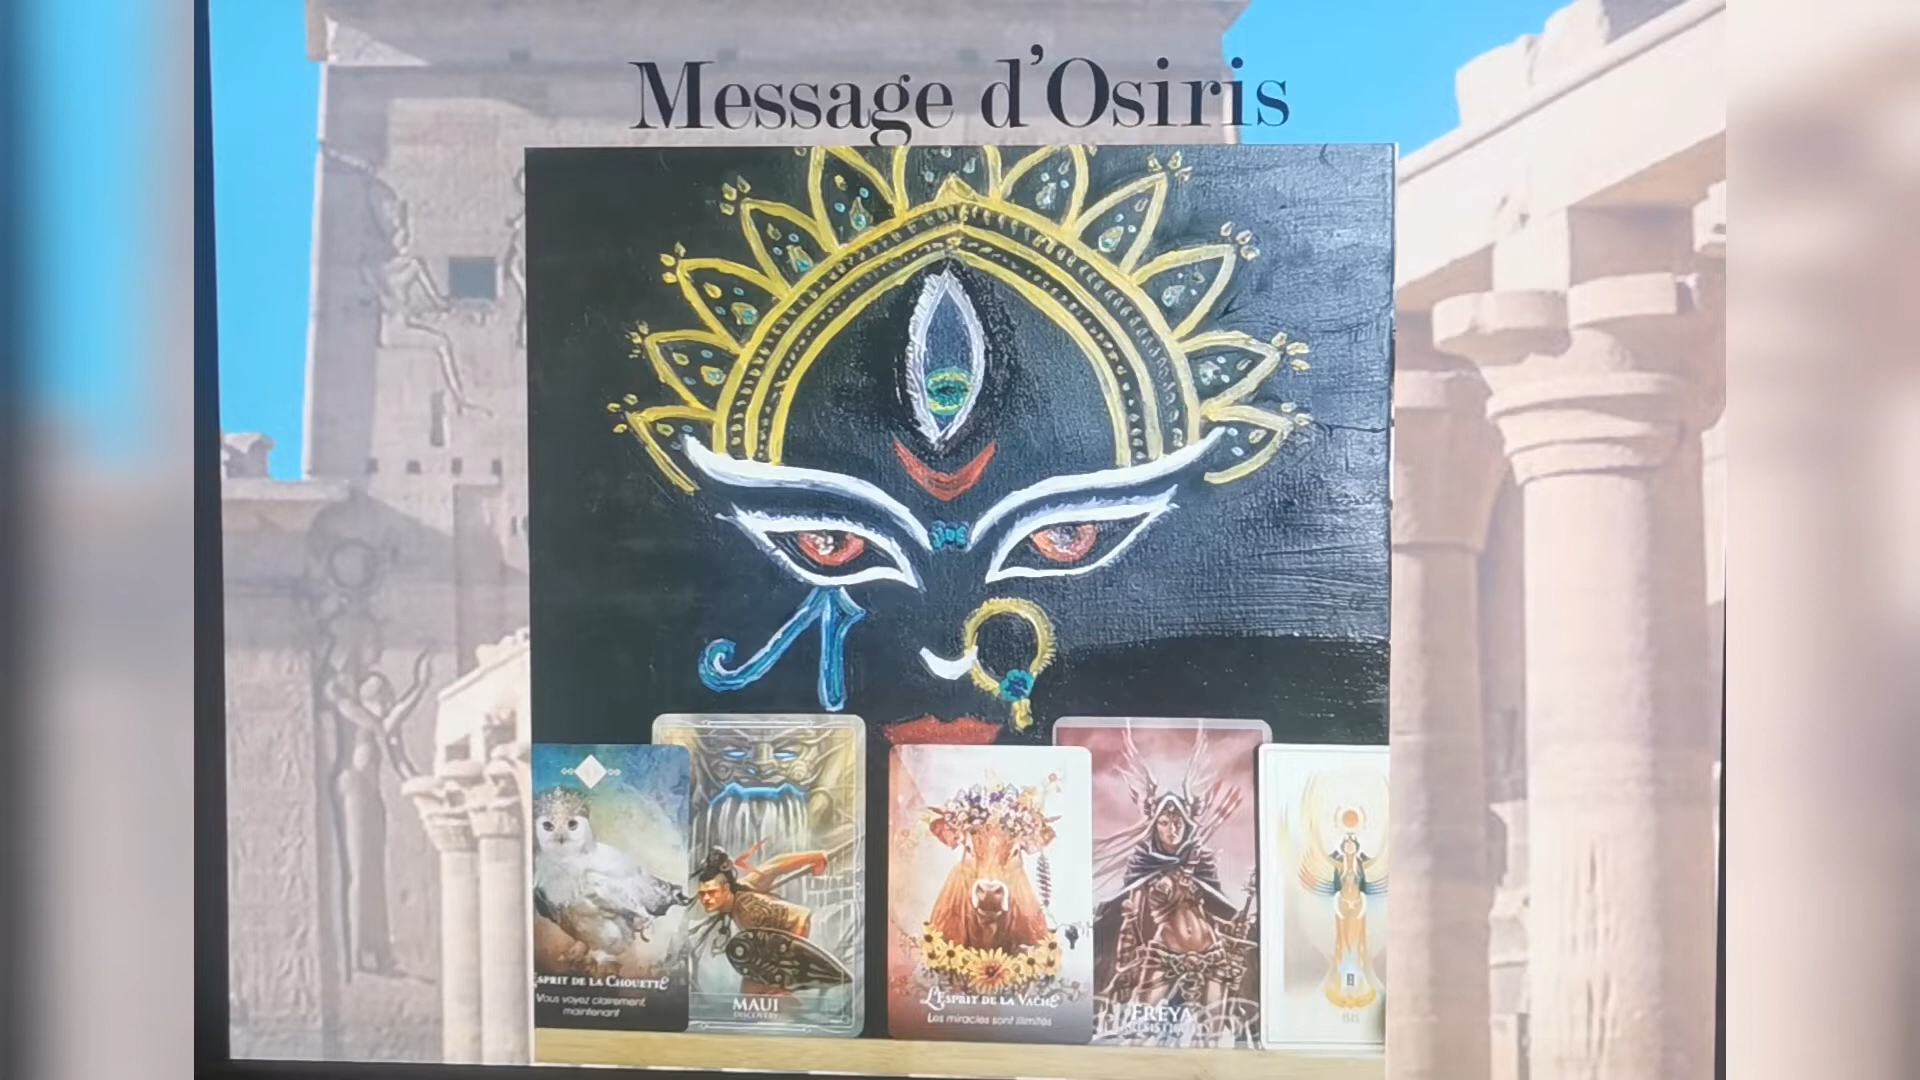 Message d'Osiris
Esprit de la Chouette
Vous voyez clairement
maintenant
MAUI
DISCOVERY
L'Esprit de la Vache
Les miracles sont illimités
FREYA
ISIS